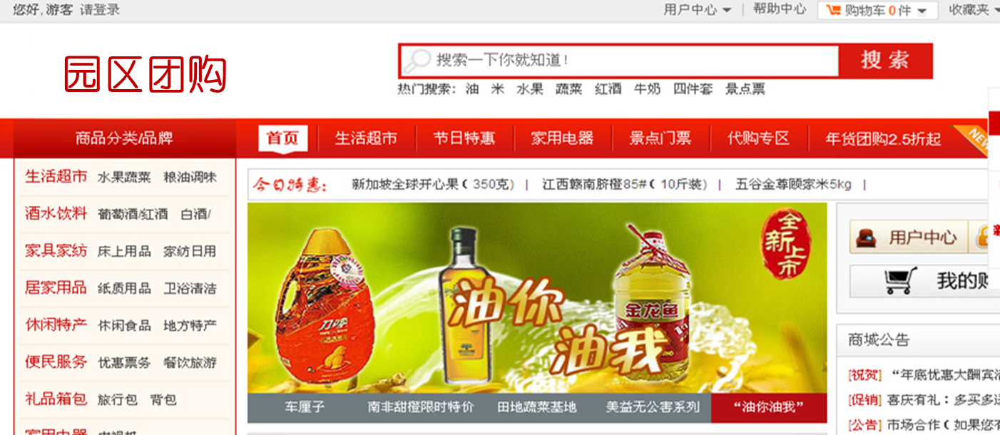 您好,游客 请登录 用户中心 | 帮助中心 购物车0件 收藏夹
园区团购
搜索一下你就知道!
搜 索
热门搜索: 油 米 水果 蔬菜 红酒 牛奶 四件套 景点票
商品分类/品牌 首页 生活超市 节日特惠 家用电器 景点门票 代购专区 年货团购2.5折起 NEW
今日特惠: 新加坡全球开心果(350克) | 江西赣南脐橙85#(10斤装) | 五谷金尊顾家米5kg |
生活超市 水果蔬菜 粮油调味
酒水饮料 葡萄酒/红酒 白酒/
家具家纺 床上用品 家纺日用
居家用品 纸质用品 卫浴清洁
休闲特产 休闲食品 地方特产
便民服务 优惠票务 餐饮旅游
礼品箱包 旅行包 背包
家用电器
全新上市
油你
油我
金龙鱼
车厘子 南非甜橙限时特价 田地蔬菜基地 美益无公害系列 “油你油我”
用户中心
我的购
商城公告
[祝贺] “年底优惠大酬宾活
[促销] 喜庆有礼:多买多送
[公告] 市场合作(如果您有